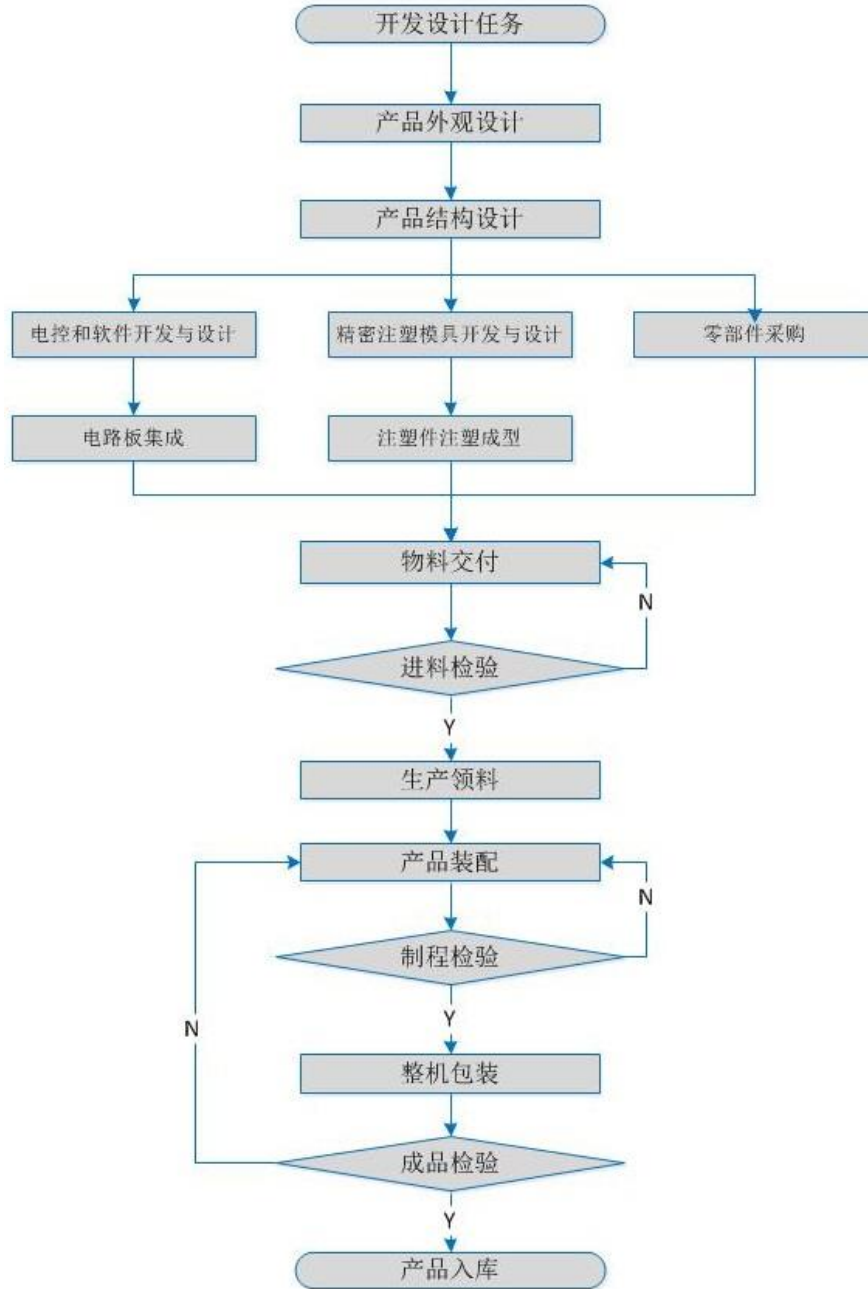 开发设计任务
产品外观设计
产品结构设计
电控和软件开发与设计
精密注塑模具开发与设计
零部件采购
电路板集成
注塑件注塑成型
物料交付
N
进料检验
Y
生产领料
产品装配
N
制程检验
Y
N
整机包装
成品检验
Y
产品入库